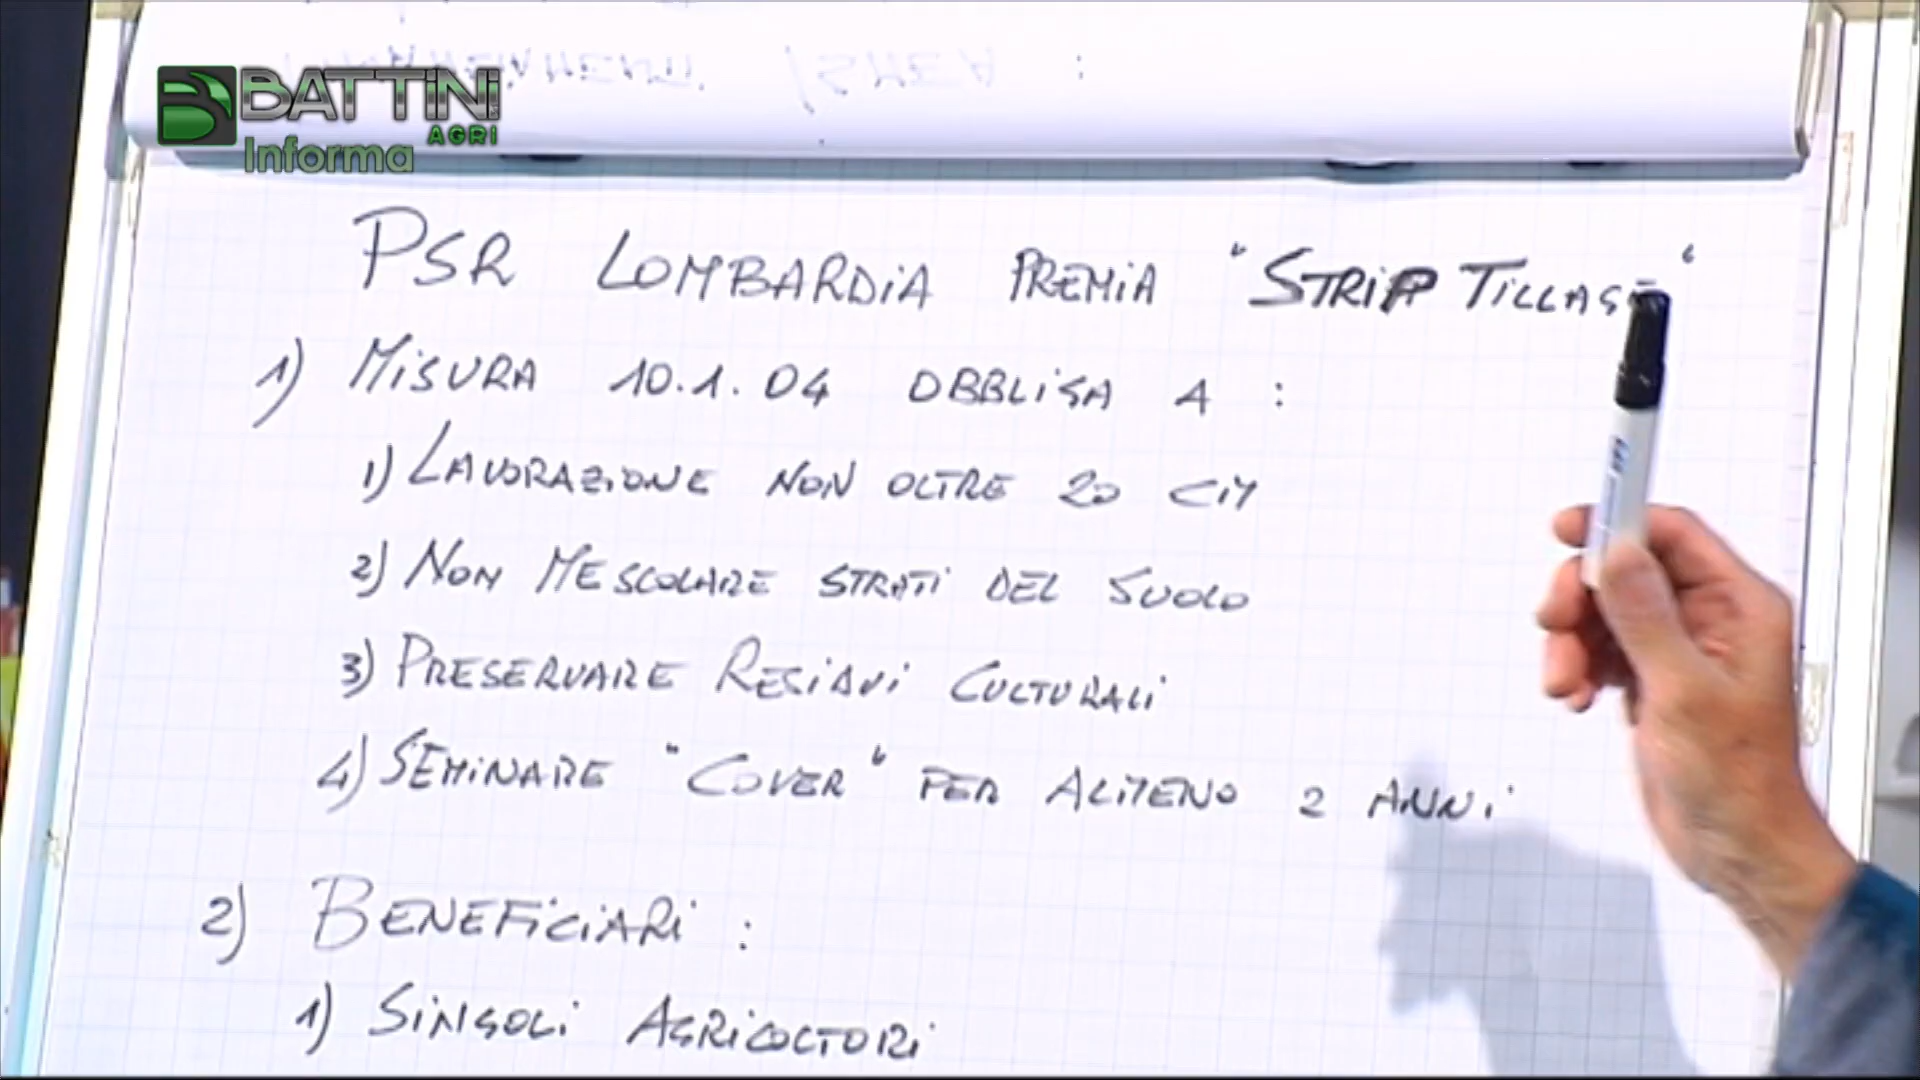 BATTINI
AGRI
Informa
PSR LOMBARDIA PREMIA "STRIP TILLAGE"
1) MISURA 10.1.04 OBBLIGA A :
1) LAVORAZIONE NON OLTRE 20 CM
2) NON MESCOLARE STRATI DEL SUOLO
3) PRESERVARE RESIDUI CULTURALI
4) SEMINARE "COVER" PER ALMENO 2 ANNI
2) BENEFICIARI :
1) SINGOLI AGRICOLTORI